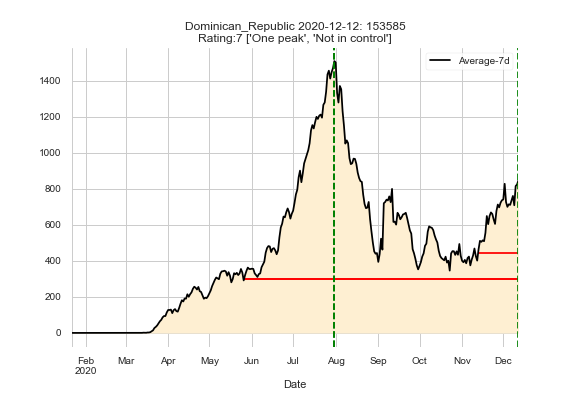 Dominican_Republic 2020-12-12: 153585
Rating:7 ['One peak', 'Not in control']
Average-7d
1400
1200
1000
800
600
400
200
0
Feb Mar Apr May Jun Jul Aug Sep Oct Nov Dec
2020
Date